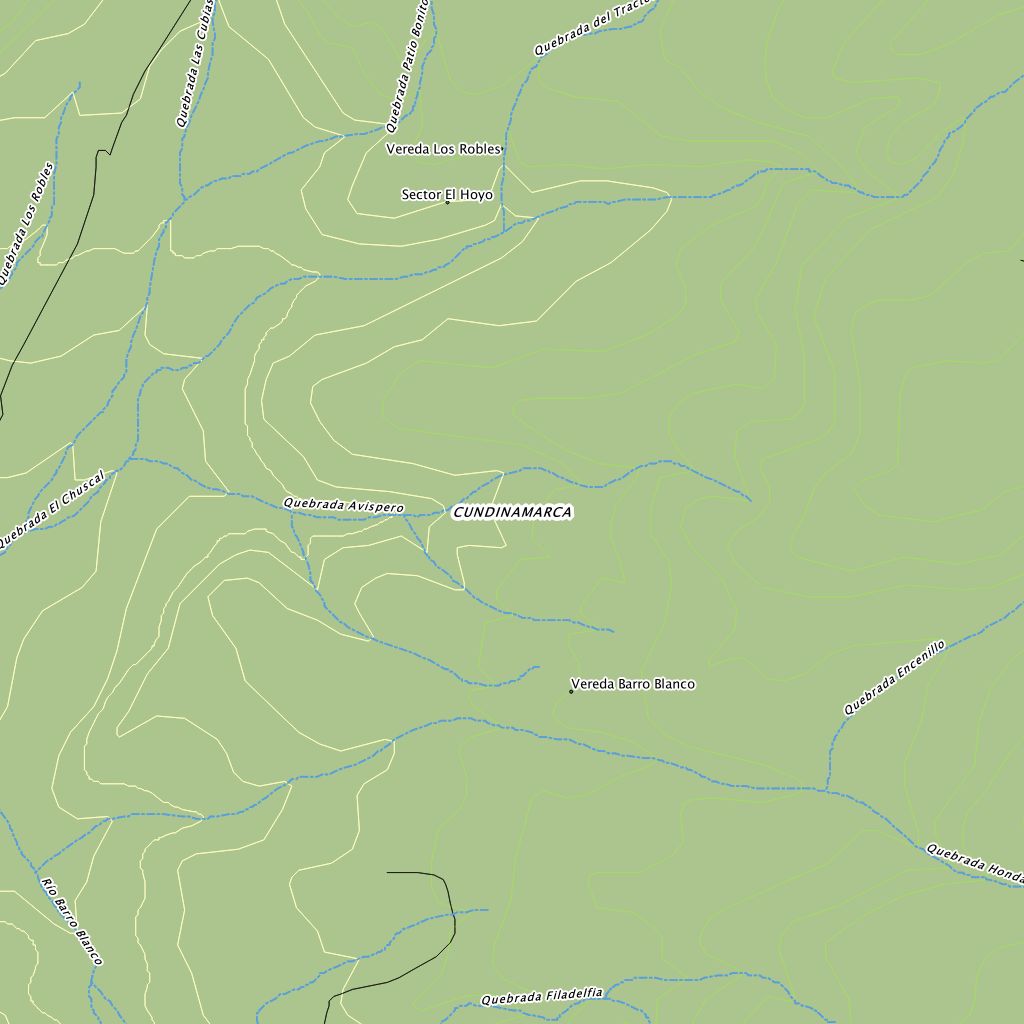 Quebrada Las Cubias
Quebrada Patio Bonito
Quebrada del Tracto
Vereda Los Robles
Quebrada Los Robles
Sector El Hoyo
Quebrada El Chuscal
Quebrada Avispero
CUNDINAMARCA
Vereda Barro Blanco
Quebrada Encenillo
Quebrada Honda
Río Barro Blanco
Quebrada Filadelfia